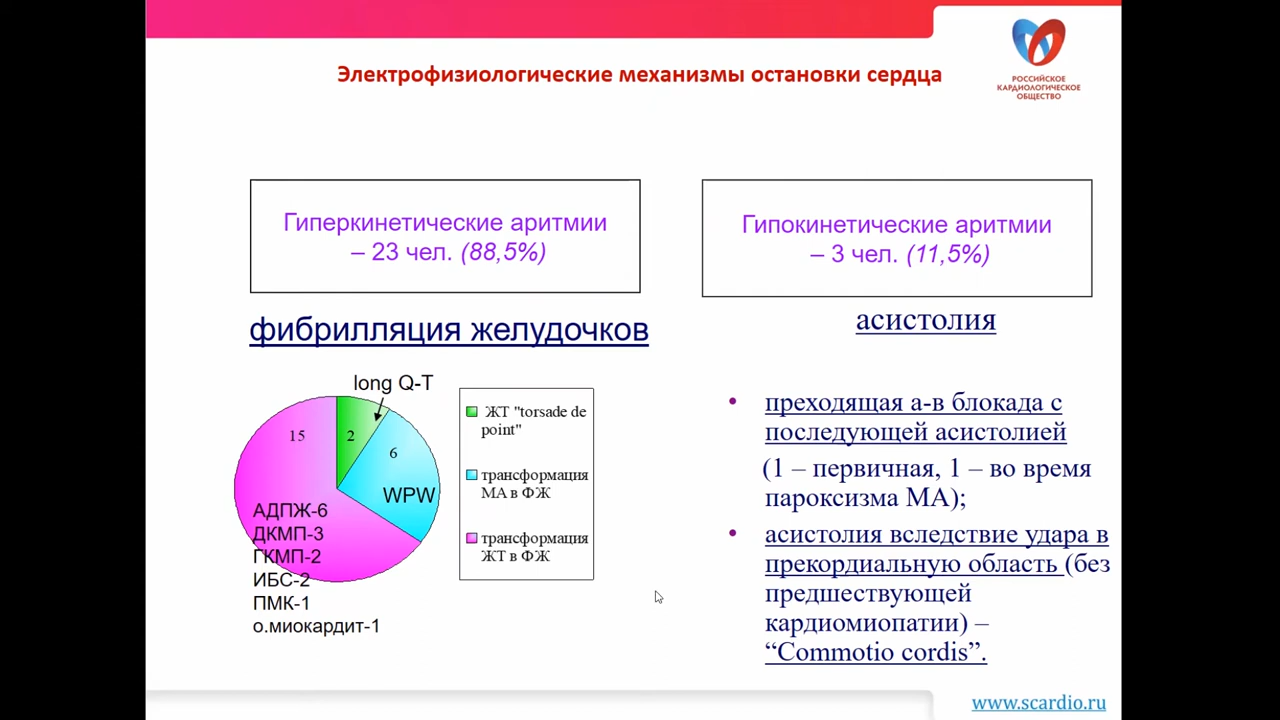 Электрофизиологические механизмы остановки сердца
РОССИЙСКОЕ
КАРДИОЛОГИЧЕСКОЕ
ОБЩЕСТВО
Гиперкинетические аритмии
– 23 чел. (88,5%)
фибрилляция желудочков
long Q-T
15
2
6
WPW
АДПЖ-6
ДКМП-3
ГКМП-2
ИБС-2
ПМК-1
о.миокардит-1
ЖТ "torsade de
point"
трансформация
МА в ФЖ
трансформация
ЖТ в ФЖ
Гипокинетические аритмии
– 3 чел. (11,5%)
асистолия
• преходящая а-в блокада с
последующей асистолией
(1 – первичная, 1 – во время
пароксизма МА);
• асистолия вследствие удара в
прекордиальную область (без
предшествующей
кардиомиопатии) –
“Commotio cordis”.
www.scardio.ru